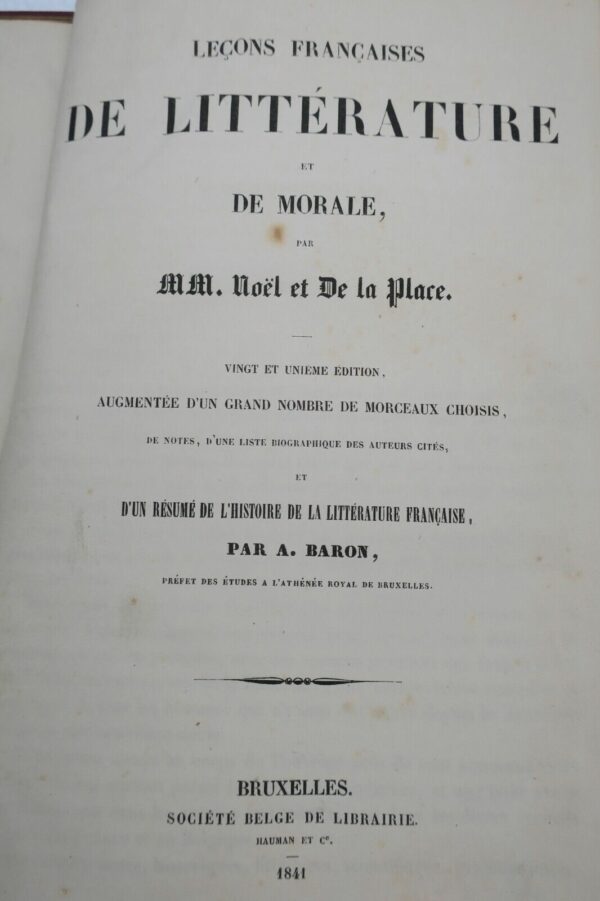 LEÇONS FRANÇAISES
DE LITTÉRATURE
ET
DE MORALE,
PAR
MM. Noël et De la Place.
VINGT ET UNIÈME ÉDITION,
AUGMENTÉE D'UN GRAND NOMBRE DE MORCEAUX CHOISIS,
DE NOTES, D'UNE LISTE BIOGRAPHIQUE DES AUTEURS CITÉS,
ET
D'UN RÉSUMÉ DE L'HISTOIRE DE LA LITTÉRATURE FRANÇAISE,
PAR A. BARON,
PRÉFET DES ÉTUDES A L'ATHÉNÉE ROYAL DE BRUXELLES.
BRUXELLES.
SOCIÉTÉ BELGE DE LIBRAIRIE.
HAUMAN ET Cᵉ.
1841